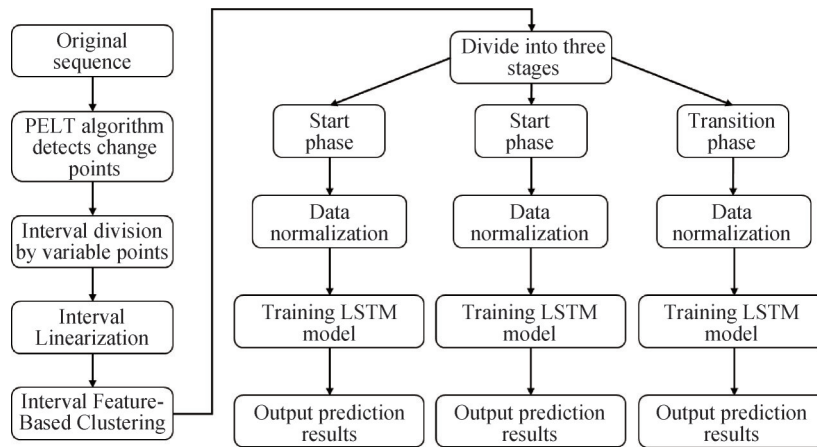 Original
sequence
PELT algorithm
detects change
points
Interval division
by variable points
Interval
Linearization
Interval Feature-
Based Clustering
Divide into three
stages
Start
phase
Data
normalization
Training LSTM
model
Output prediction
results
Start
phase
Data
normalization
Training LSTM
model
Output prediction
results
Transition
phase
Data
normalization
Training LSTM
model
Output prediction
results